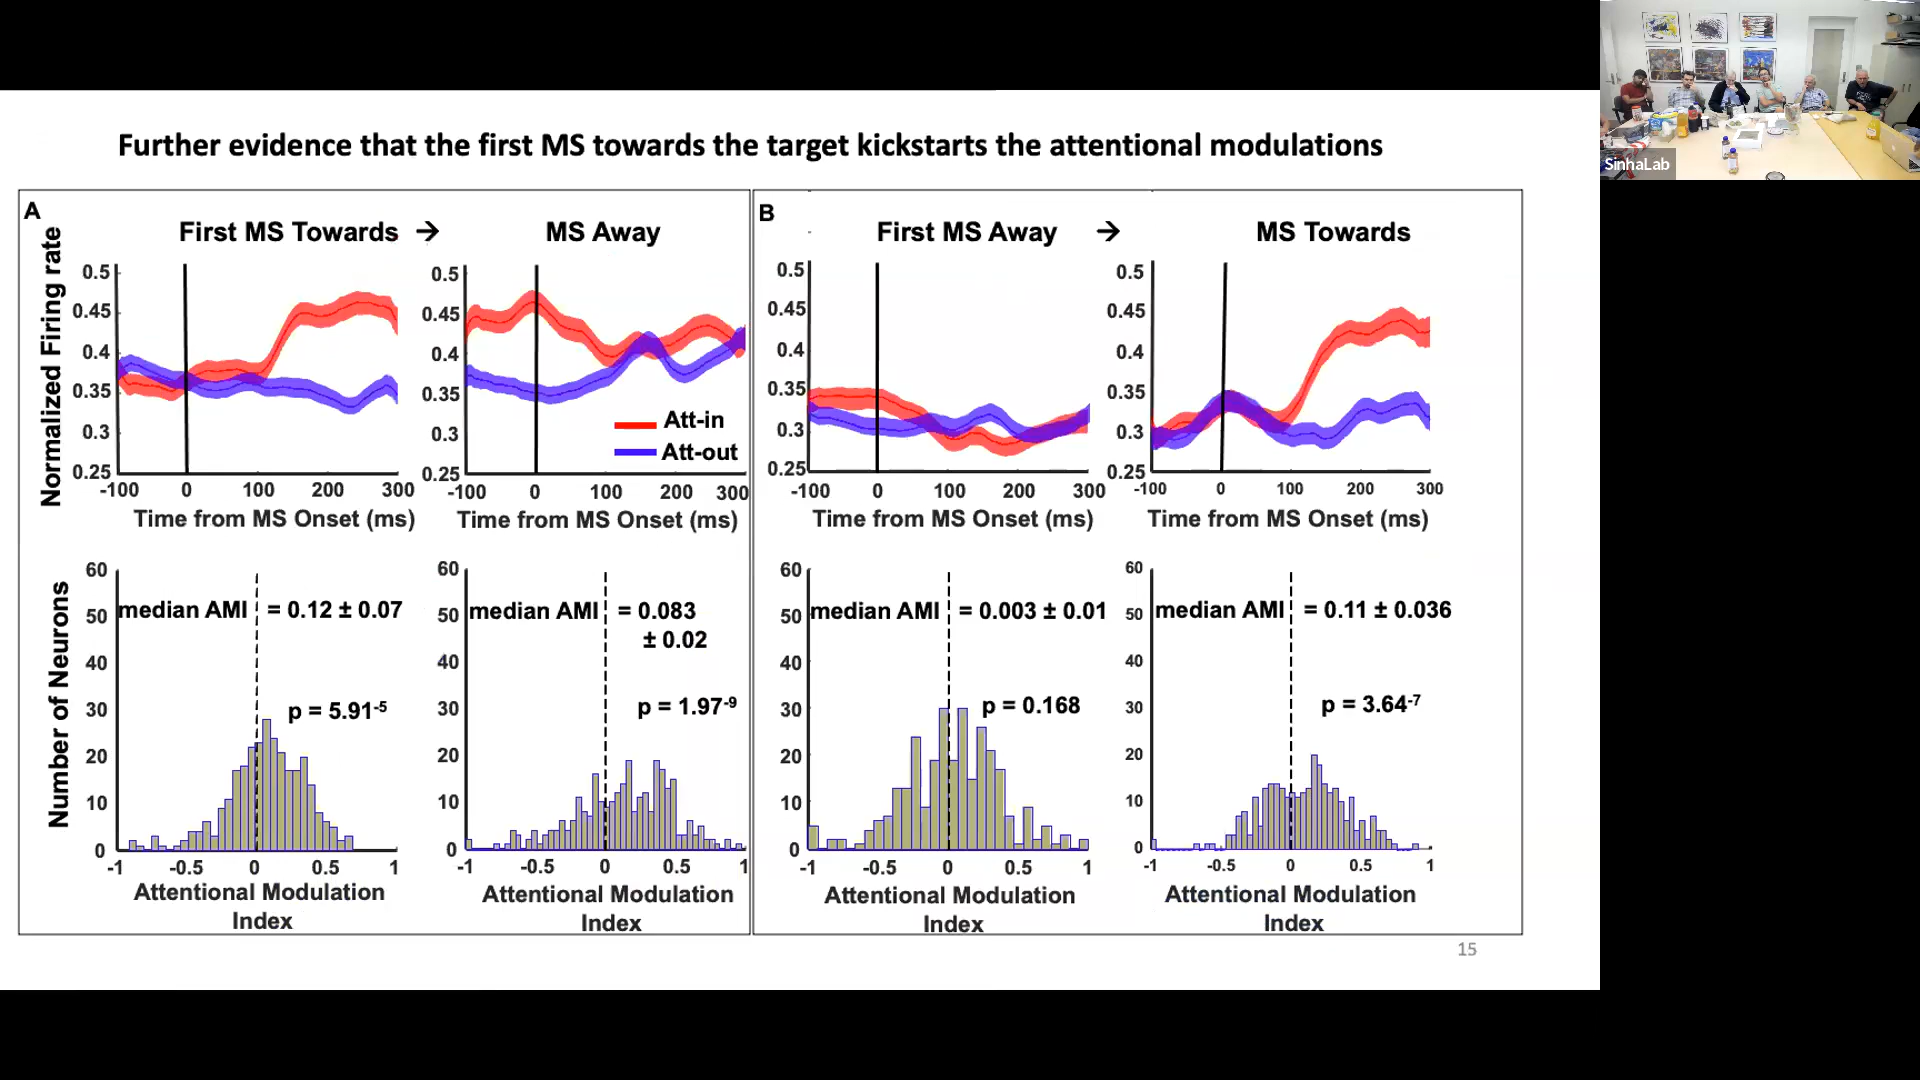 Further evidence that the first MS towards the target kickstarts the attentional modulations
A
First MS Towards →
MS Away
Normalized Firing rate
0.5
0.45
0.4
0.35
0.3
0.25
-100 0 100 200 300
Time from MS Onset (ms)
0.5
0.45
0.4
0.35
0.3
0.25
Att-in
Att-out
-100 0 100 200 300
Time from MS Onset (ms)
Number of Neurons
60
50
40
30
20
10
0
median AMI = 0.12 ± 0.07
p = 5.91-5
-1 -0.5 0 0.5 1
Attentional Modulation
Index
60
50
40
30
20
10
0
median AMI = 0.083
± 0.02
p = 1.97-9
-1 -0.5 0 0.5 1
Attentional Modulation
Index
B
First MS Away →
MS Towards
0.5
0.45
0.4
0.35
0.3
0.25
-100 0 100 200 300
Time from MS Onset (ms)
0.5
0.45
0.4
0.35
0.3
0.25
-100 0 100 200 300
Time from MS Onset (ms)
60
50
40
30
20
10
0
median AMI = 0.003 ± 0.01
p = 0.168
-1 -0.5 0 0.5 1
Attentional Modulation
Index
60
50
40
30
20
10
0
median AMI = 0.11 ± 0.036
p = 3.64-7
-1 -0.5 0 0.5 1
Attentional Modulation
Index
15
SinhaLab